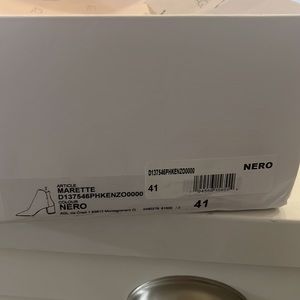 ARTICLE
MARETTE
D137546PHKENZO0000
COLOUR
NERO
D137546PHKENZO0000
41
NERO
41